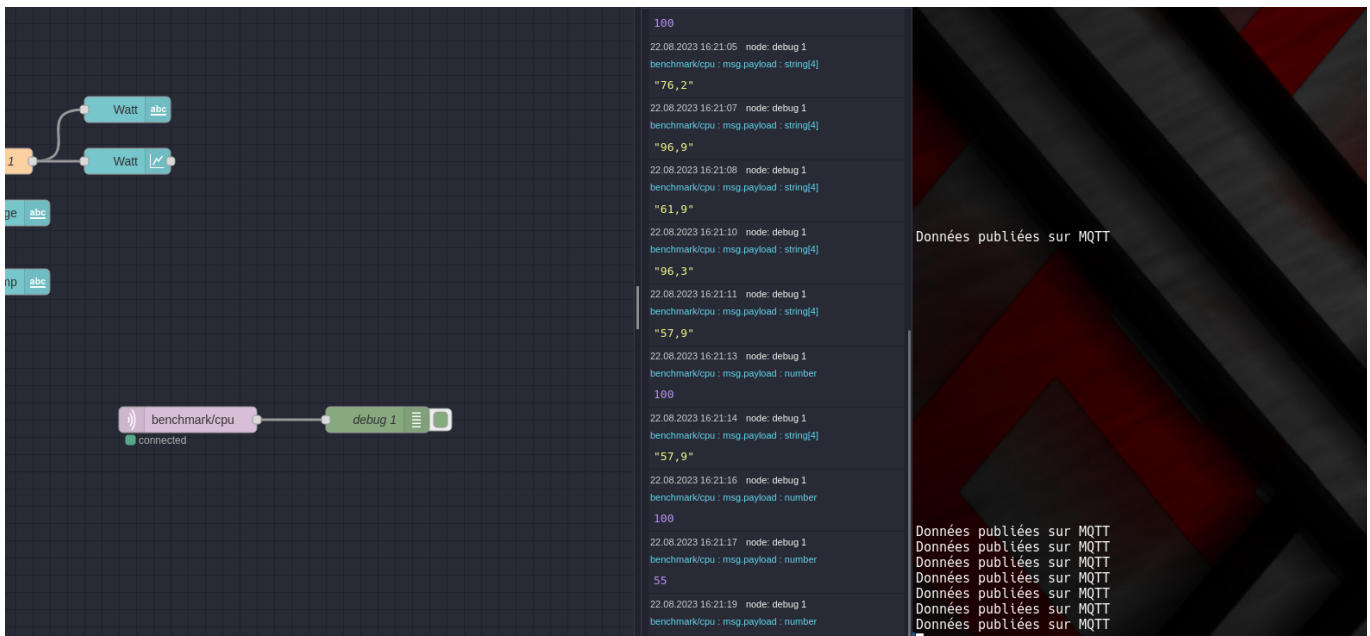 Watt abc
1
Watt
ge abc
mp abc
benchmark/cpu
connected
debug 1
100
22.08.2023 16:21:05 node: debug 1
benchmark/cpu : msg.payload : string[4]
"76,2"
22.08.2023 16:21:07 node: debug 1
benchmark/cpu : msg.payload : string[4]
"96,9"
22.08.2023 16:21:08 node: debug 1
benchmark/cpu : msg.payload : string[4]
"61,9"
22.08.2023 16:21:10 node: debug 1
benchmark/cpu : msg.payload : string[4]
"96,3"
22.08.2023 16:21:11 node: debug 1
benchmark/cpu : msg.payload : string[4]
"57,9"
22.08.2023 16:21:13 node: debug 1
benchmark/cpu : msg.payload : number
100
22.08.2023 16:21:14 node: debug 1
benchmark/cpu : msg.payload : string[4]
"57,9"
22.08.2023 16:21:16 node: debug 1
benchmark/cpu : msg.payload : number
100
22.08.2023 16:21:17 node: debug 1
benchmark/cpu : msg.payload : number
55
22.08.2023 16:21:19 node: debug 1
benchmark/cpu : msg.payload : number
Données publiées sur MQTT
Données publiées sur MQTT
Données publiées sur MQTT
Données publiées sur MQTT
Données publiées sur MQTT
Données publiées sur MQTT
Données publiées sur MQTT
Données publiées sur MQTT